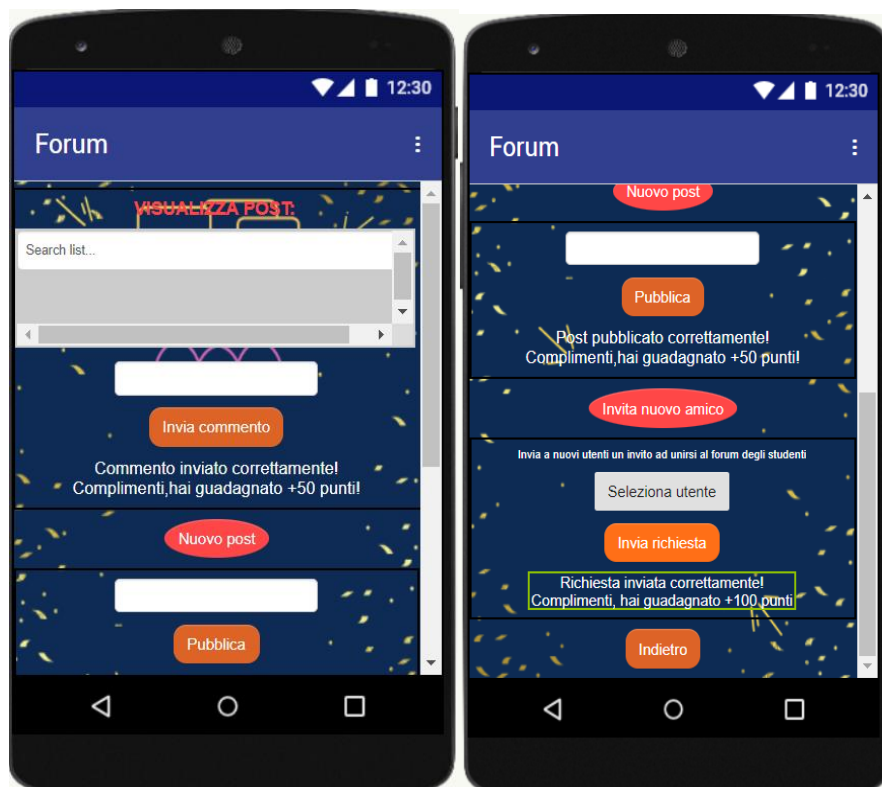 12:30
Forum
VISUALIZZA POST:
Search list...
Invia commento
Commento inviato correttamente!
Complimenti,hai guadagnato +50 punti!
Nuovo post
Pubblica
12:30
Forum
Nuovo post
Pubblica
Post pubblicato correttamente!
Complimenti,hai guadagnato +50 punti!
Invita nuovo amico
Invia a nuovi utenti un invito ad unirsi al forum degli studenti
Seleziona utente
Invia richiesta
Richiesta inviata correttamente!
Complimenti, hai guadagnato +100 punti
Indietro